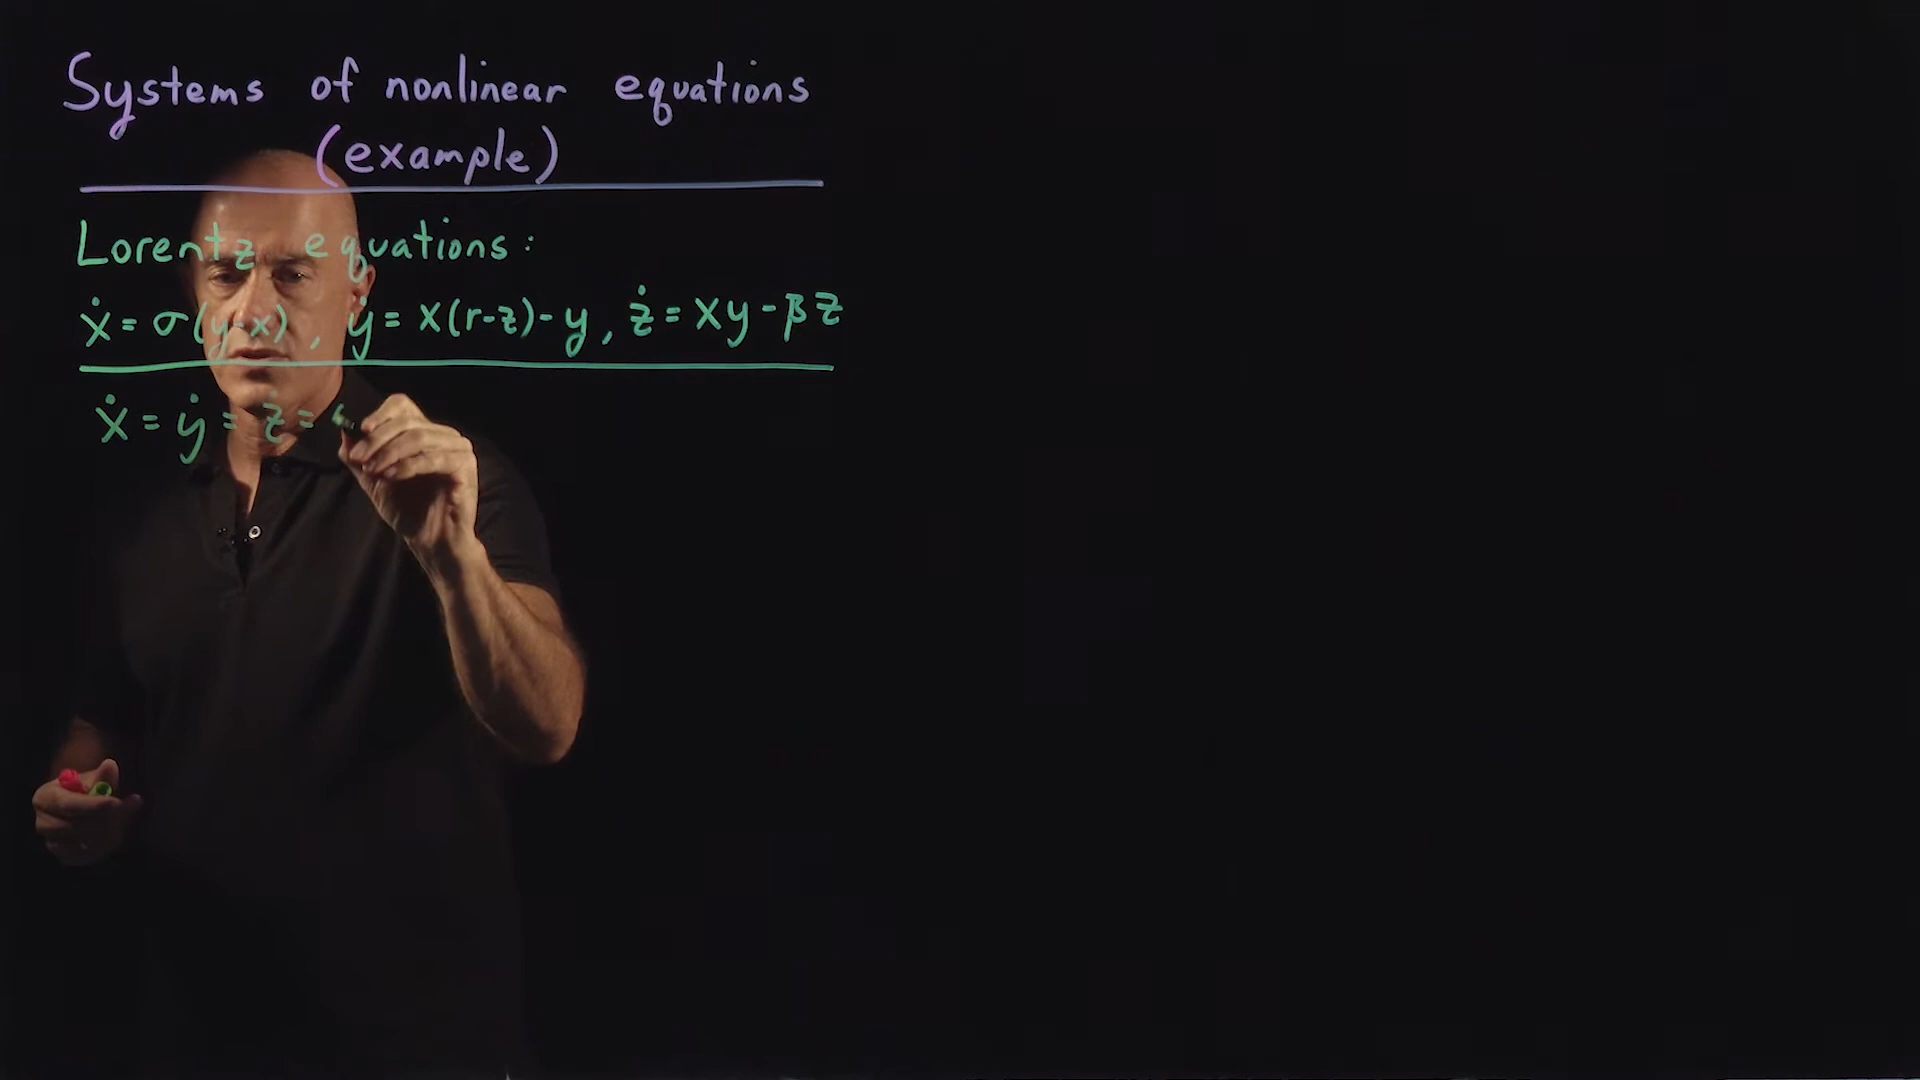 Systems of nonlinear equations
(example)
Lorentz equations:
ẋ = σ(y-x), ẏ = x(r-z)-y, ż = xy-βz
ẋ = ẏ = ż =